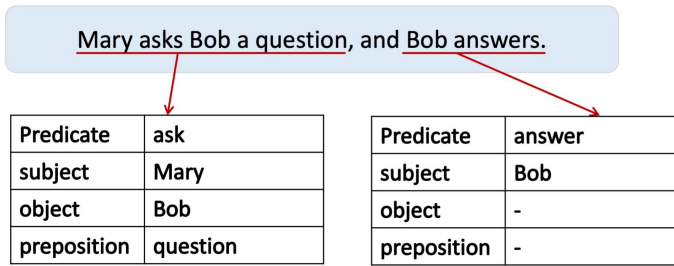 Mary asks Bob a question, and Bob answers.
Predicate ask
subject Mary
object Bob
preposition question
Predicate answer
subject Bob
object -
preposition -